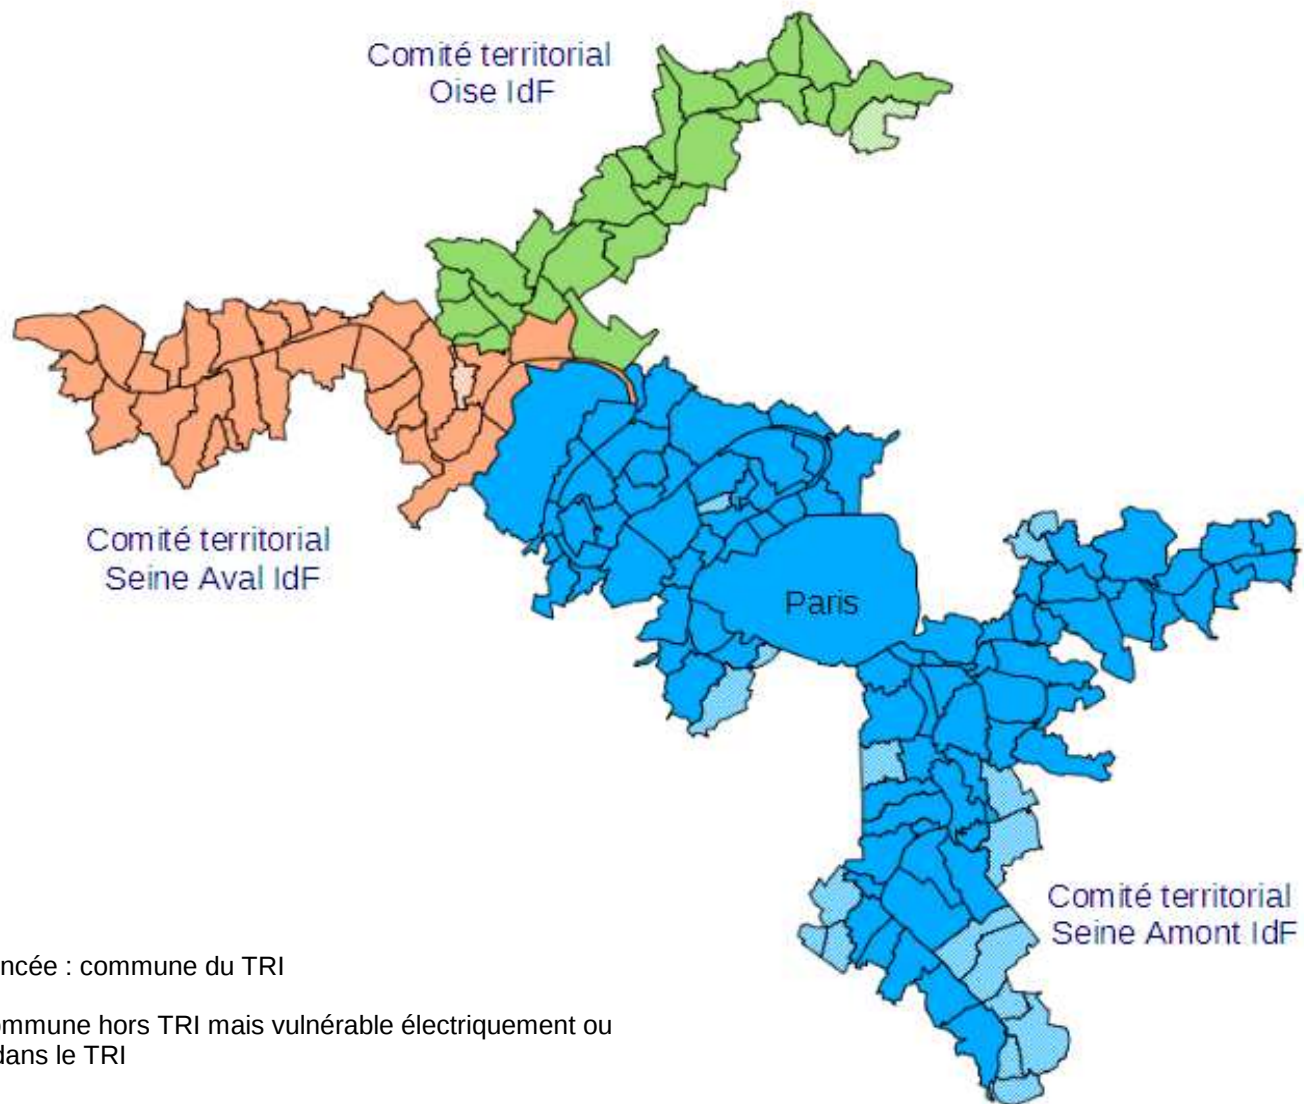 Comité territorial
Oise IdF
Comité territorial
Seine Aval IdF
Paris
Comité territorial
Seine Amont IdF
ncée : commune du TRI
ommune hors TRI mais vulnérable électriquement ou
dans le TRI